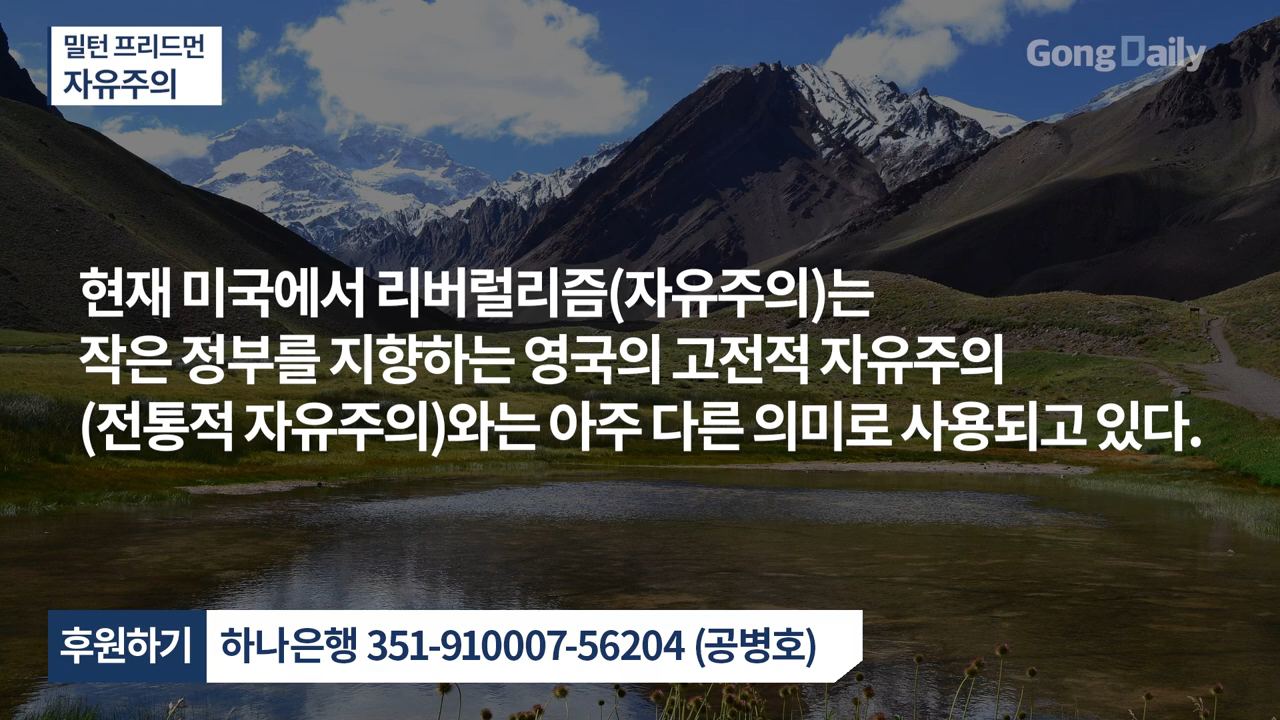 밀턴 프리드먼
자유주의
GongDaily
현재 미국에서 리버럴리즘(자유주의)는
작은 정부를 지향하는 영국의 고전적 자유주의
(전통적 자유주의)와는 아주 다른 의미로 사용되고 있다.
후원하기 하나은행 351-910007-56204 (공병호)